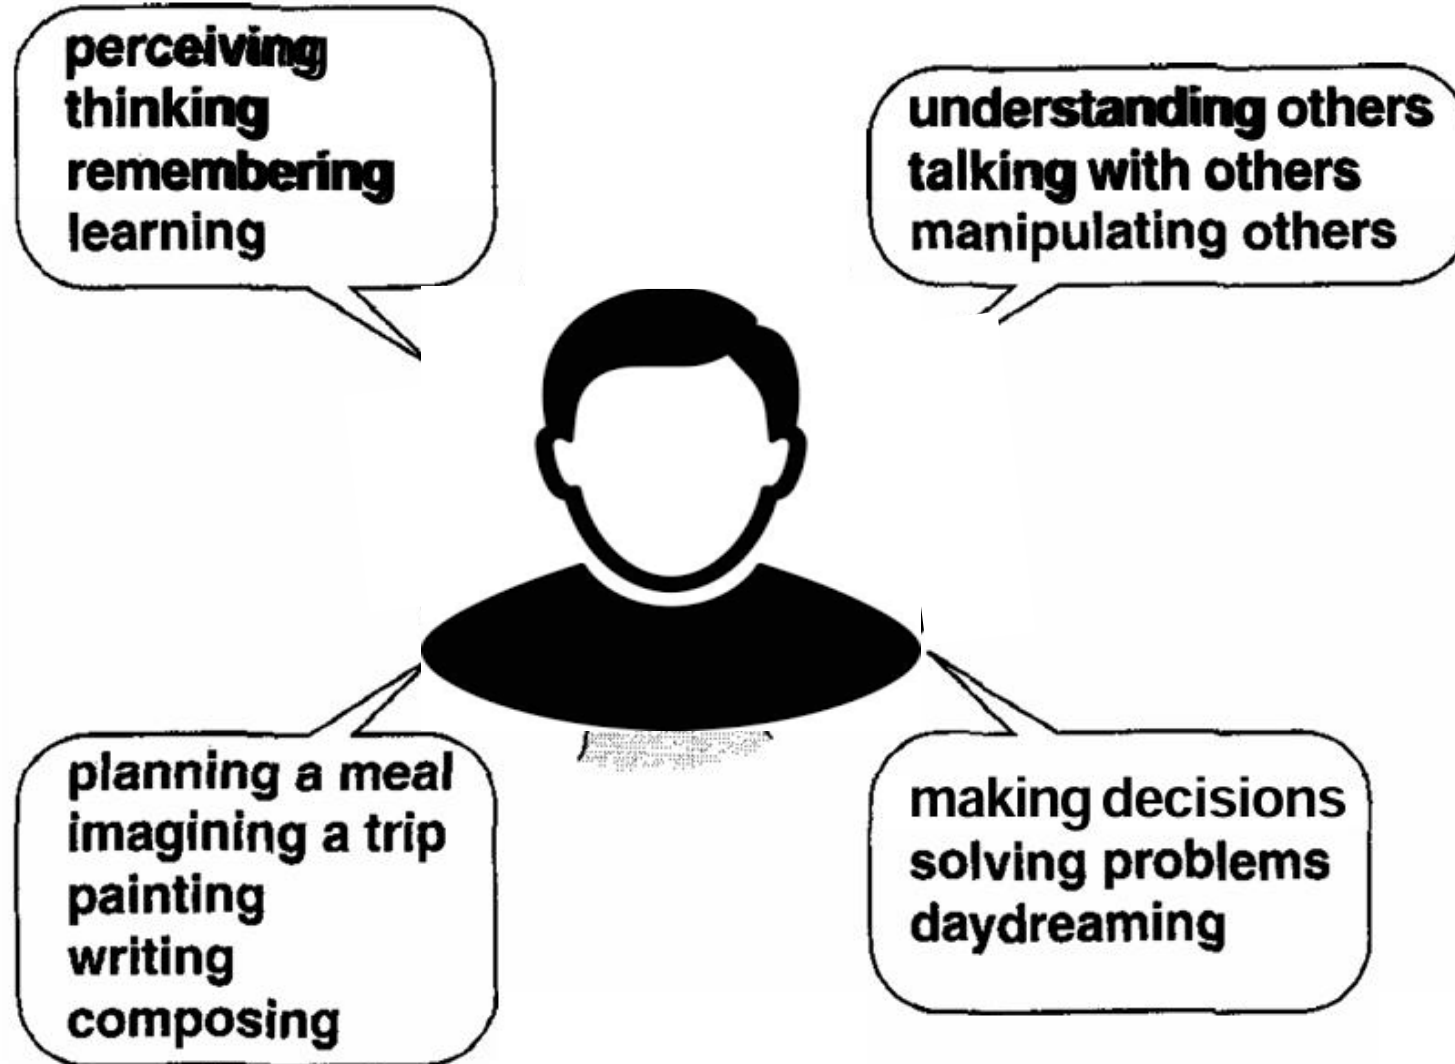 perceiving
thinking
remembering
learning
understanding others
talking with others
manipulating others
planning a meal
imagining a trip
painting
writing
composing
making decisions
solving problems
daydreaming